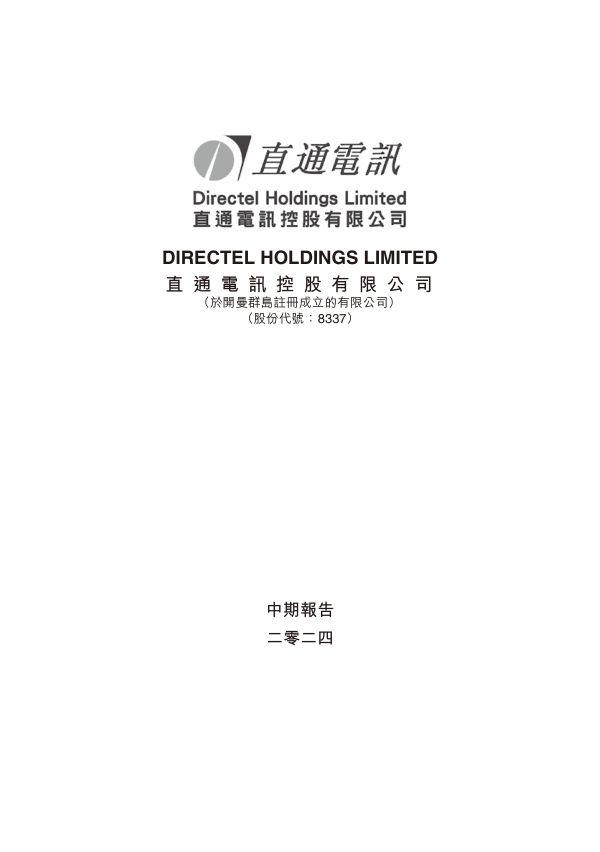 直通電訊
Directel Holdings Limited
直通電訊控股有限公司
DIRECTEL HOLDINGS LIMITED
直通電訊控股有限公司
（於開曼群島註冊成立的有限公司）
（股份代號：8337）
中期報告
二零二四